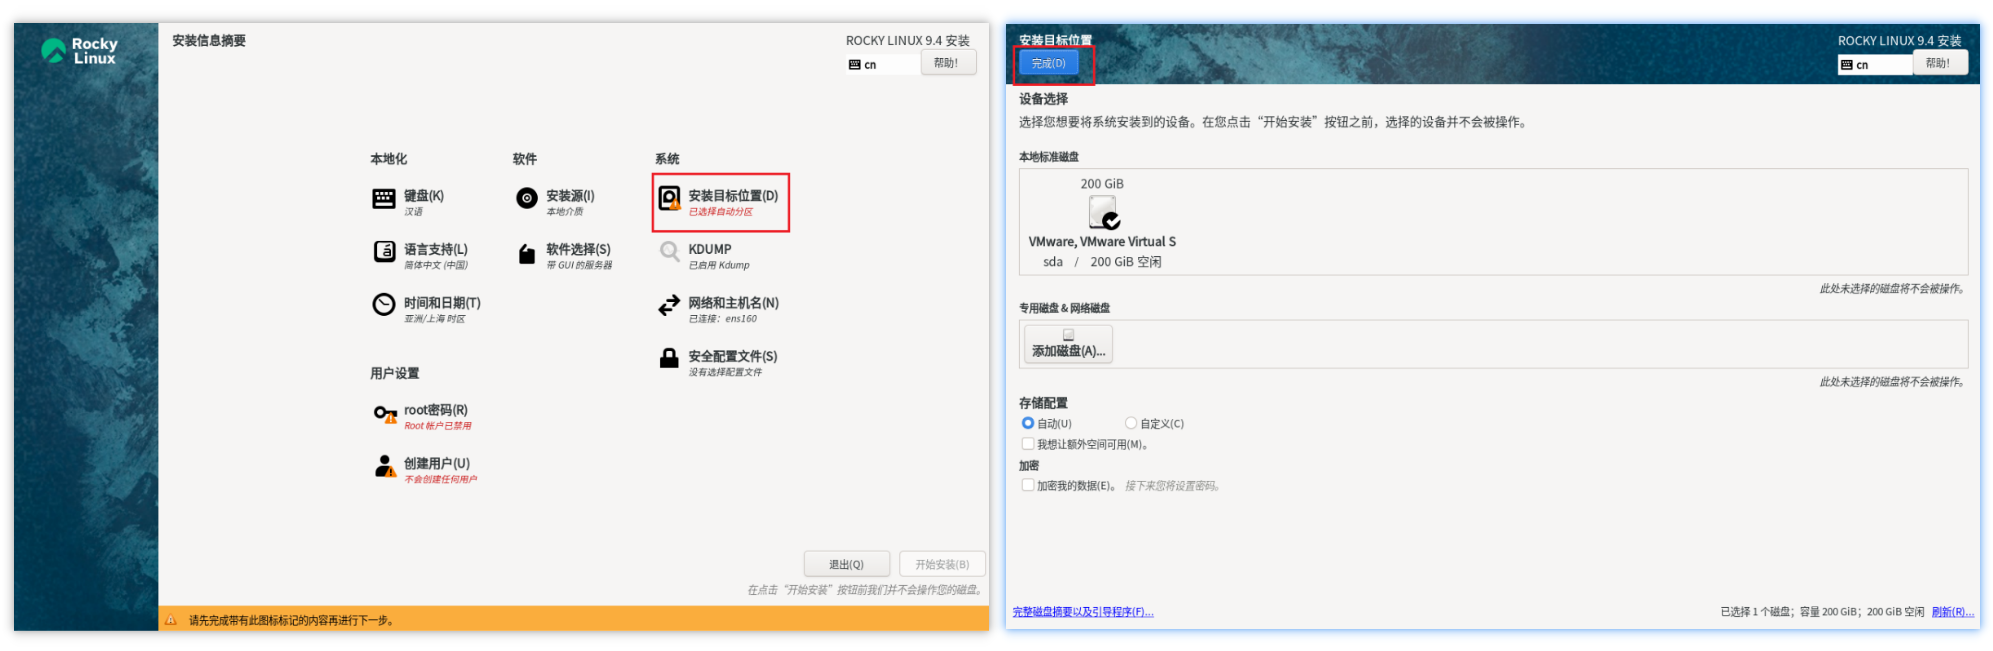 Rocky
Linux
安装信息摘要
ROCKY LINUX 9.4 安装
cn
帮助!
本地化
软件
系统
键盘(K)
汉语
安装源(I)
本地介质
安装目标位置(D)
已选择自动分区
语言支持(L)
简体中文 (中国)
软件选择(S)
带 GUI 的服务器
KDUMP
已启用 Kdump
时间和日期(T)
亚洲/上海 时区
网络和主机名(N)
已连接：ens160
安全配置文件(S)
没有选择配置文件
用户设置
root密码(R)
Root 帐户已禁用
创建用户(U)
不会创建任何用户
退出(Q)
开始安装(B)
在点击“开始安装”按钮前我们并不会操作您的磁盘。
请先完成带有此图标标记的内容再进行下一步。
安装目标位置
完成(D)
ROCKY LINUX 9.4 安装
cn
帮助!
设备选择
选择您想要将系统安装到的设备。在您点击“开始安装”按钮之前，选择的设备并不会被操作。
本地标准磁盘
200 GiB
VMware, VMware Virtual S
sda / 200 GiB 空闲
此处未选择的磁盘将不会被操作。
专用磁盘 & 网络磁盘
添加磁盘(A)...
此处未选择的磁盘将不会被操作。
存储配置
自动(U)
自定义(C)
我想让额外空间可用(M)。
加密
加密我的数据(E)。 接下来您将设置密码。
完整磁盘摘要以及引导程序(F)...
已选择 1 个磁盘；容量 200 GiB；200 GiB 空闲 刷新(R)...